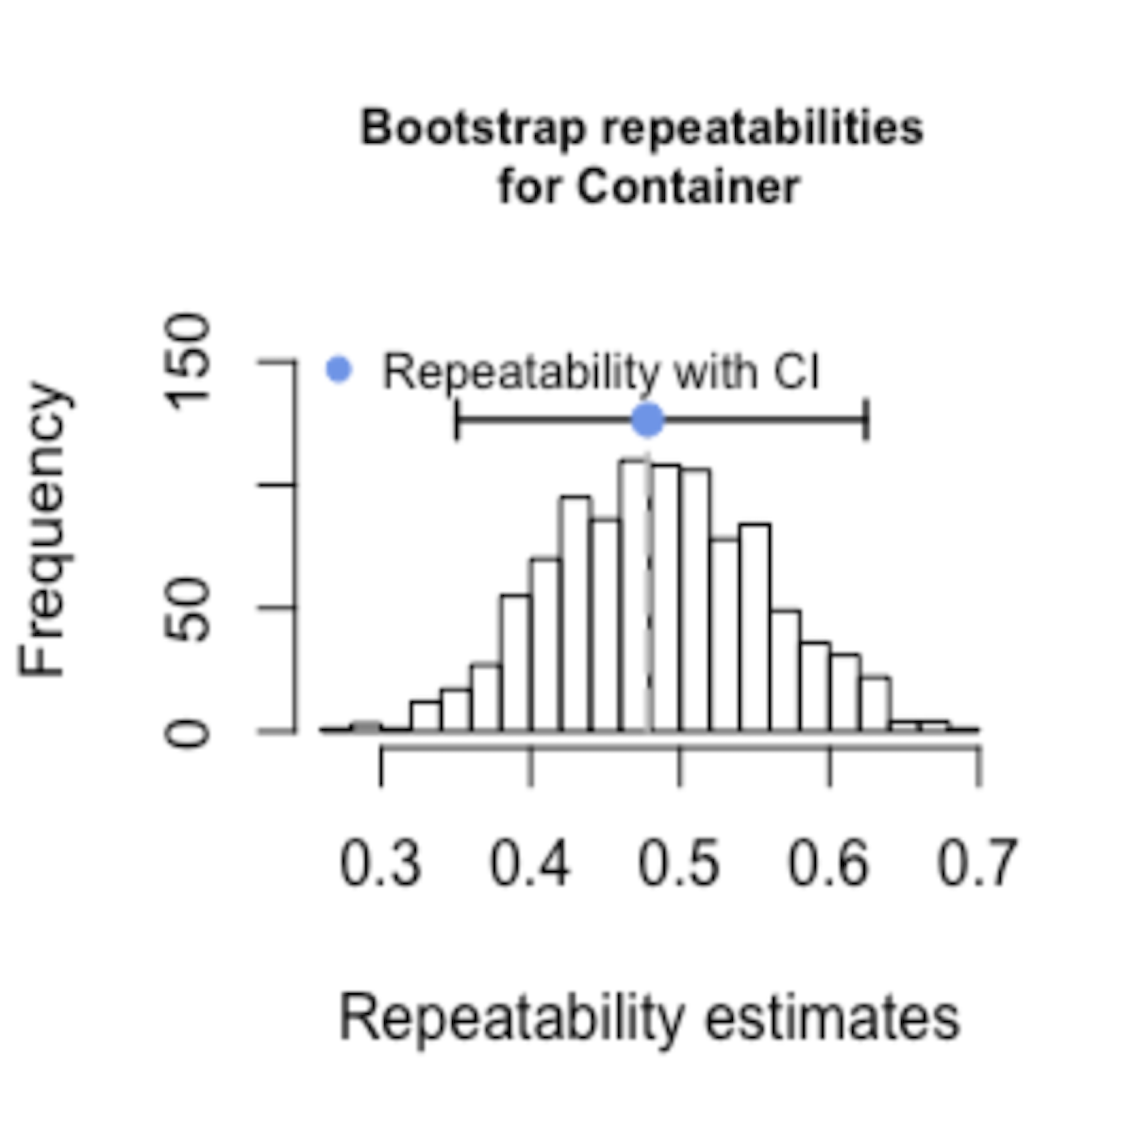 Bootstrap repeatabilities
for Container
Repeatability with CI
Frequency
150
50
0
0.3 0.4 0.5 0.6 0.7
Repeatability estimates